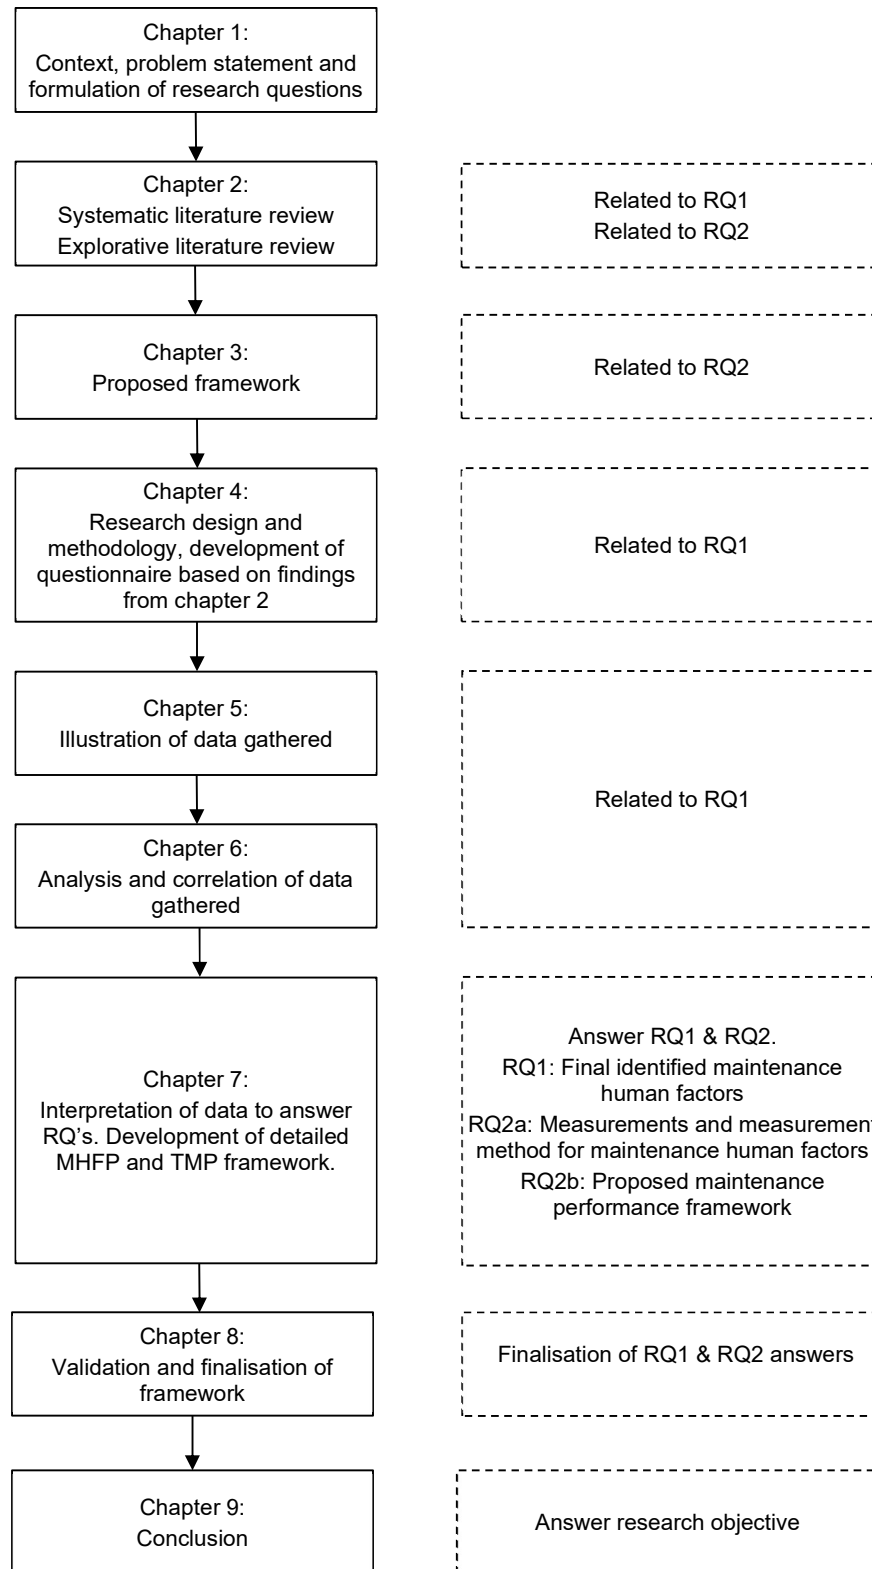 Chapter 1:
Context, problem statement and
formulation of research questions
Chapter 2:
Systematic literature review
Explorative literature review
Related to RQ1
Related to RQ2
Chapter 3:
Proposed framework
Related to RQ2
Chapter 4:
Research design and
methodology, development of
questionnaire based on findings
from chapter 2
Related to RQ1
Chapter 5:
Illustration of data gathered
Chapter 6:
Analysis and correlation of data
gathered
Related to RQ1
Chapter 7:
Interpretation of data to answer
RQ’s. Development of detailed
MHFP and TMP framework.
Answer RQ1 & RQ2.
RQ1: Final identified maintenance
human factors
RQ2a: Measurements and measurement
method for maintenance human factors
RQ2b: Proposed maintenance
performance framework
Chapter 8:
Validation and finalisation of
framework
Finalisation of RQ1 & RQ2 answers
Chapter 9:
Conclusion
Answer research objective